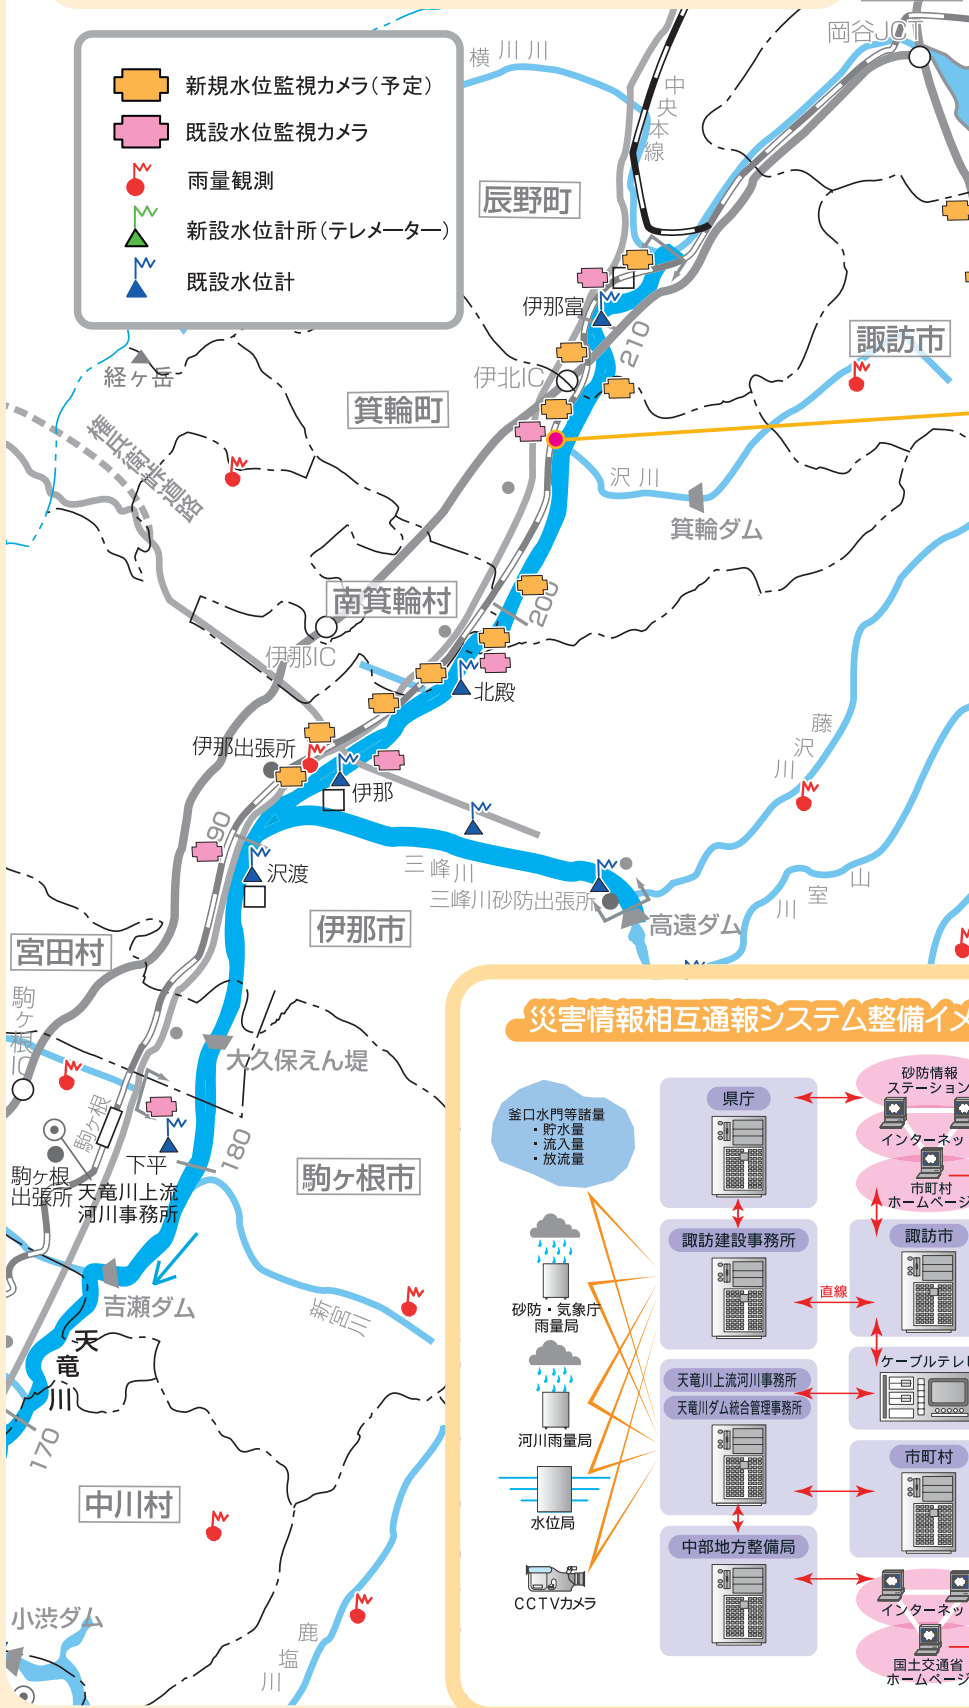 新規水位監視カメラ(予定)
既設水位監視カメラ
雨量観測
新設水位計所(テレメーター)
既設水位計
横川川
中央本線
岡谷JCT
辰野町
伊那富
210
諏訪市
経ヶ岳
伊北IC
箕輪町
権兵衛峠道路
沢川
箕輪ダム
南箕輪村
200
伊那IC
北殿
藤沢川
伊那出張所
伊那
190
沢渡
三峰川
三峰川砂防出張所
山室川
高遠ダム
伊那市
宮田村
駒ヶ根IC
大久保えん堤
駒ヶ根
180
下平
駒ヶ根
出張所
天竜川上流
河川事務所
駒ヶ根市
吉瀬ダム
新宮川
天竜川
170
中川村
小渋ダム
鹿塩川
災害情報相互通報システム整備イメ
釜口水門等諸量
・貯水量
・流入量
・放流量
砂防・気象庁
雨量局
河川雨量局
水位局
CCTVカメラ
県庁
諏訪建設事務所
天竜川上流河川事務所
天竜川ダム統合管理事務所
中部地方整備局
直線
砂防情報
ステーション
インターネッ
市町村
ホームページ
諏訪市
ケーブルテレ
市町村
インターネッ
国土交通省
ホームページ